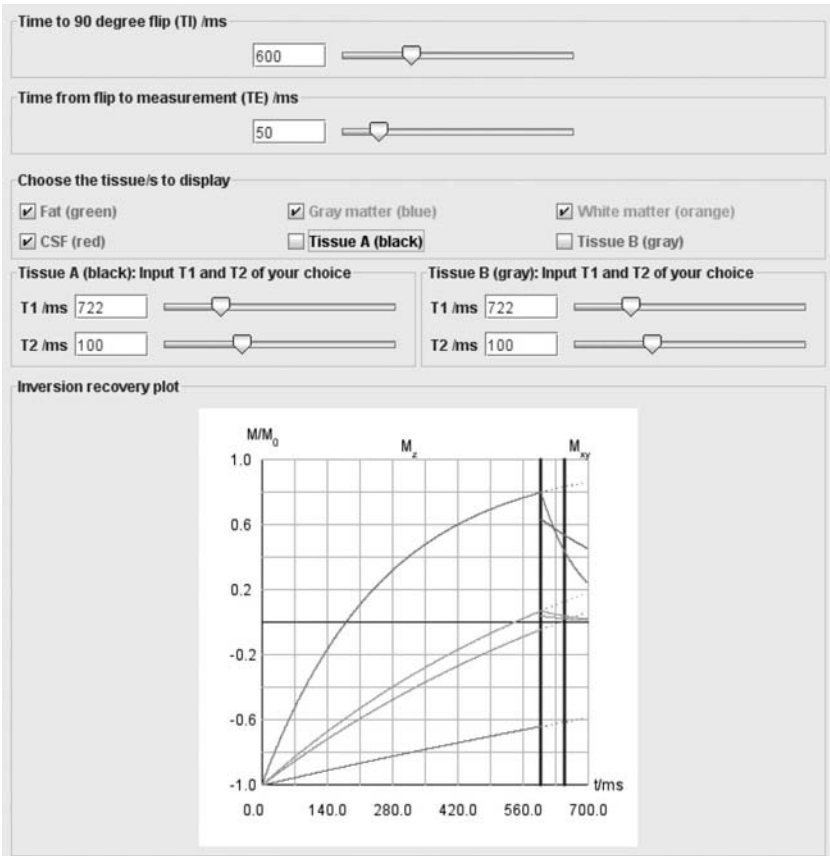 Time to 90 degree flip (TI) /ms
600
Time from flip to measurement (TE) /ms
50
Choose the tissue/s to display
Fat (green) Gray matter (blue) White matter (orange)
CSF (red) Tissue A (black) Tissue B (gray)
Tissue A (black): Input T1 and T2 of your choice Tissue B (gray): Input T1 and T2 of your choice
T1 /ms 722 T1 /ms 722
T2 /ms 100 T2 /ms 100
Inversion recovery plot
M/M0 Mz Mxy
1.0
0.6
0.2
-0.2
-0.6
-1.0
t/ms
0.0 140.0 280.0 420.0 560.0 700.0